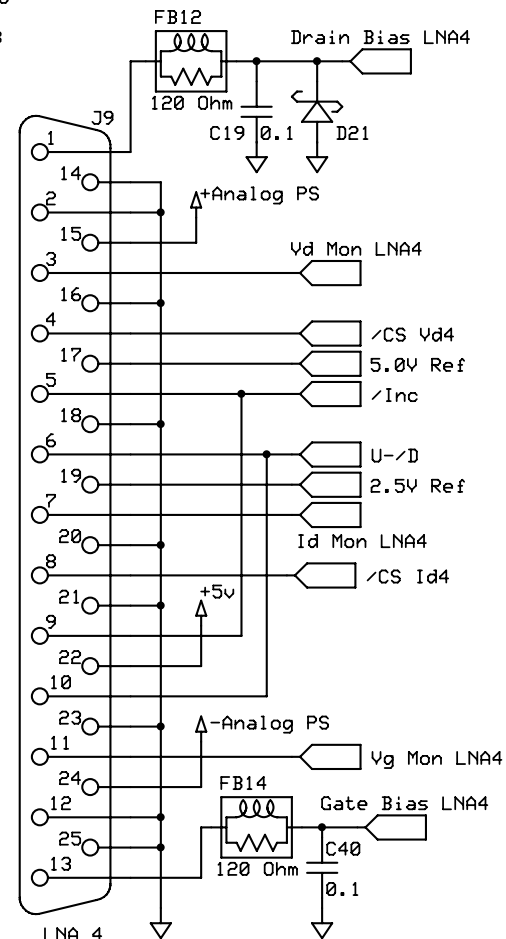 FB12
Drain Bias LNA4
120 Ohm
C19 0.1
D21
J9
1
14
+Analog PS
2
15
Vd Mon LNA4
3
16
4
/CS Vd4
17
5.0V Ref
5
/Inc
18
6
U-/D
19
2.5V Ref
7
20
Id Mon LNA4
8
/CS Id4
21
+5v
9
22
10
23
-Analog PS
11
Vg Mon LNA4
24
FB14
12
Gate Bias LNA4
25
C40
13
120 Ohm
0.1
LNA 4